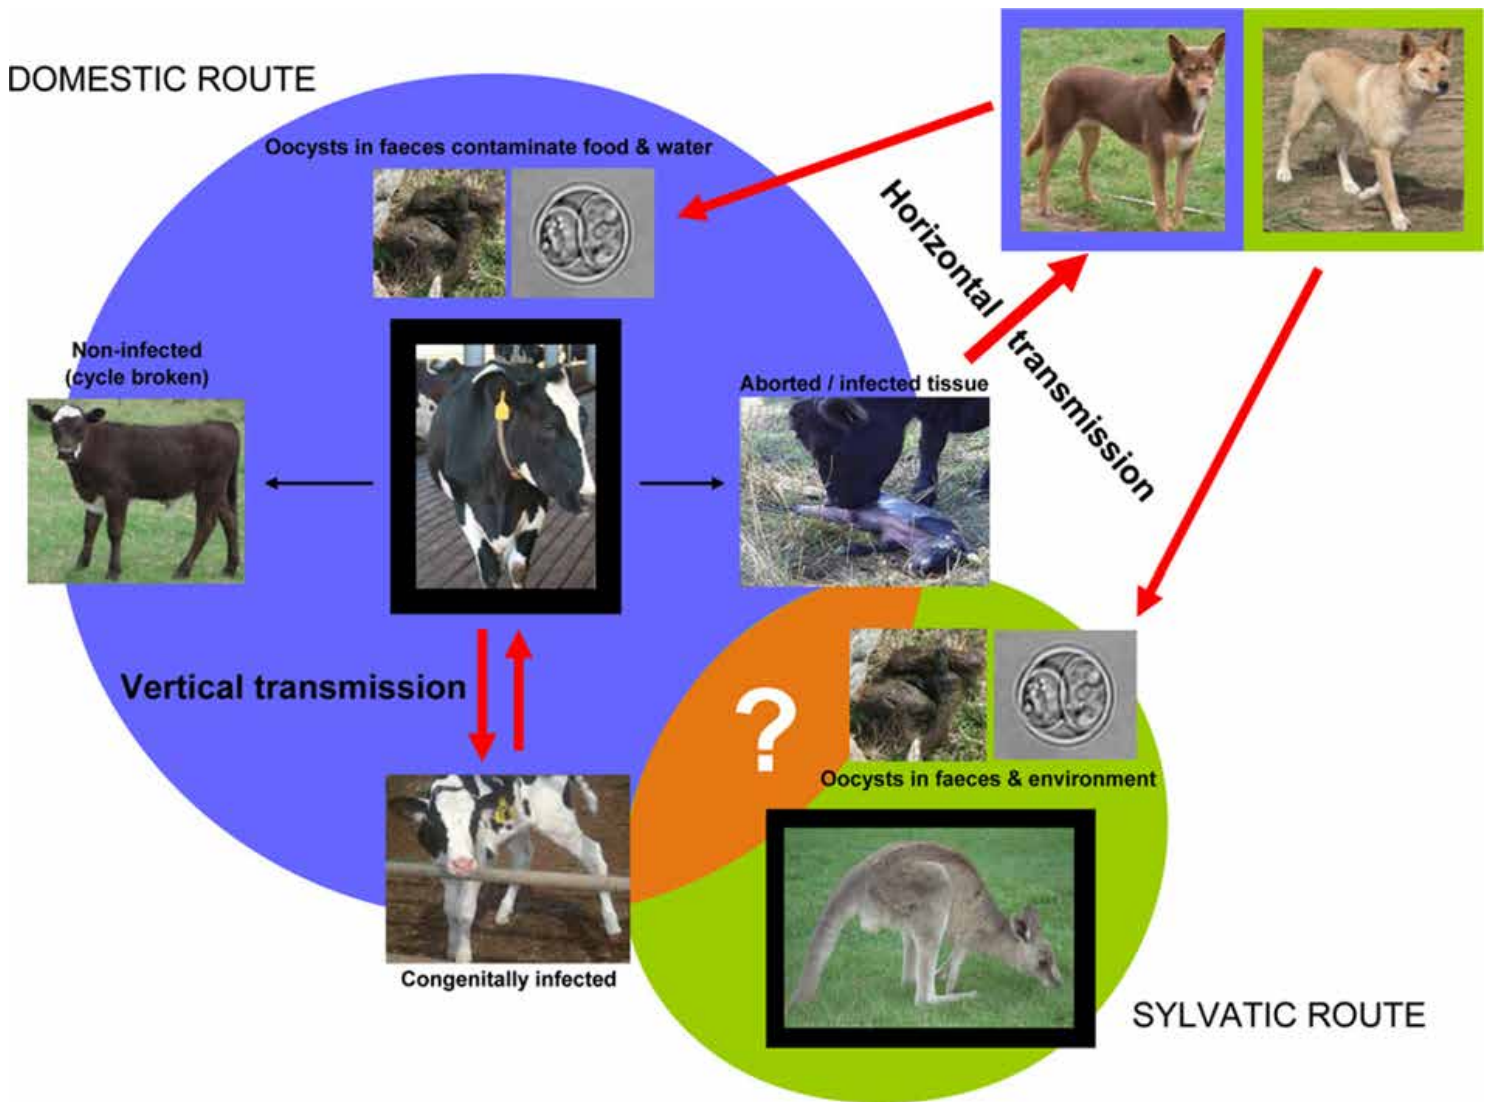 DOMESTIC ROUTE
Oocysts in faeces contaminate food & water
Horizontal transmission
Non-infected
(cycle broken)
Aborted / infected tissue
Vertical transmission
?
Oocysts in faeces & environment
Congenitally infected
SYLVATIC ROUTE